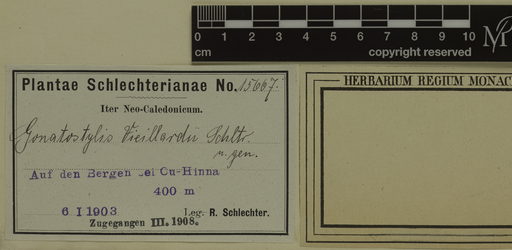 0 1 2 3 4 5 6 7 8 9 10
cm copyright reserved
Plantae Schlechterianae No. 15667.
Iter Neo-Caledonicum.
Gonatostylis Vieillardii Schltr.
n. gen.
Auf den Bergen bei Ou-Hinna
400 m
6 I 1903 Leg. R. Schlechter.
Zugegangen III. 1908.
HERBARIUM REGIUM MONAC